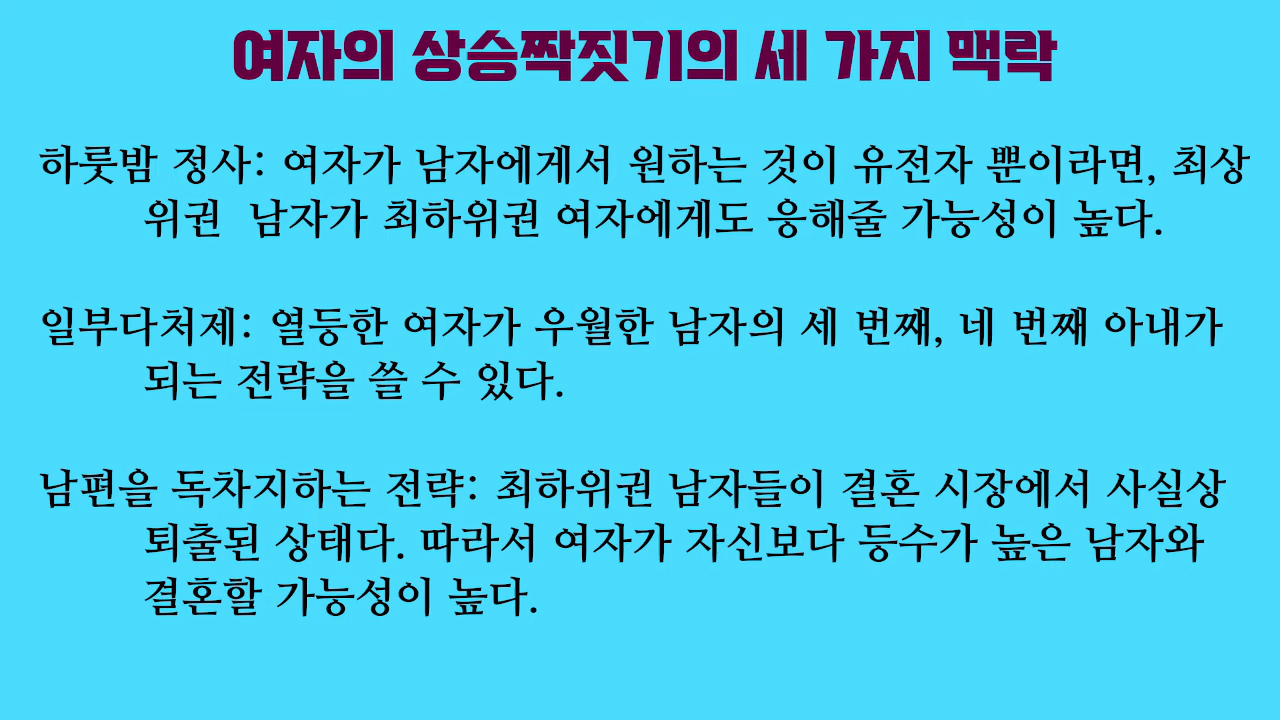 여자의 상승짝짓기의 세 가지 맥락
하룻밤 정사: 여자가 남자에게서 원하는 것이 유전자 뿐이라면, 최상
위권 남자가 최하위권 여자에게도 응해줄 가능성이 높다.
일부다처제: 열등한 여자가 우월한 남자의 세 번째, 네 번째 아내가
되는 전략을 쓸 수 있다.
남편을 독차지하는 전략: 최하위권 남자들이 결혼 시장에서 사실상
퇴출된 상태다. 따라서 여자가 자신보다 등수가 높은 남자와
결혼할 가능성이 높다.